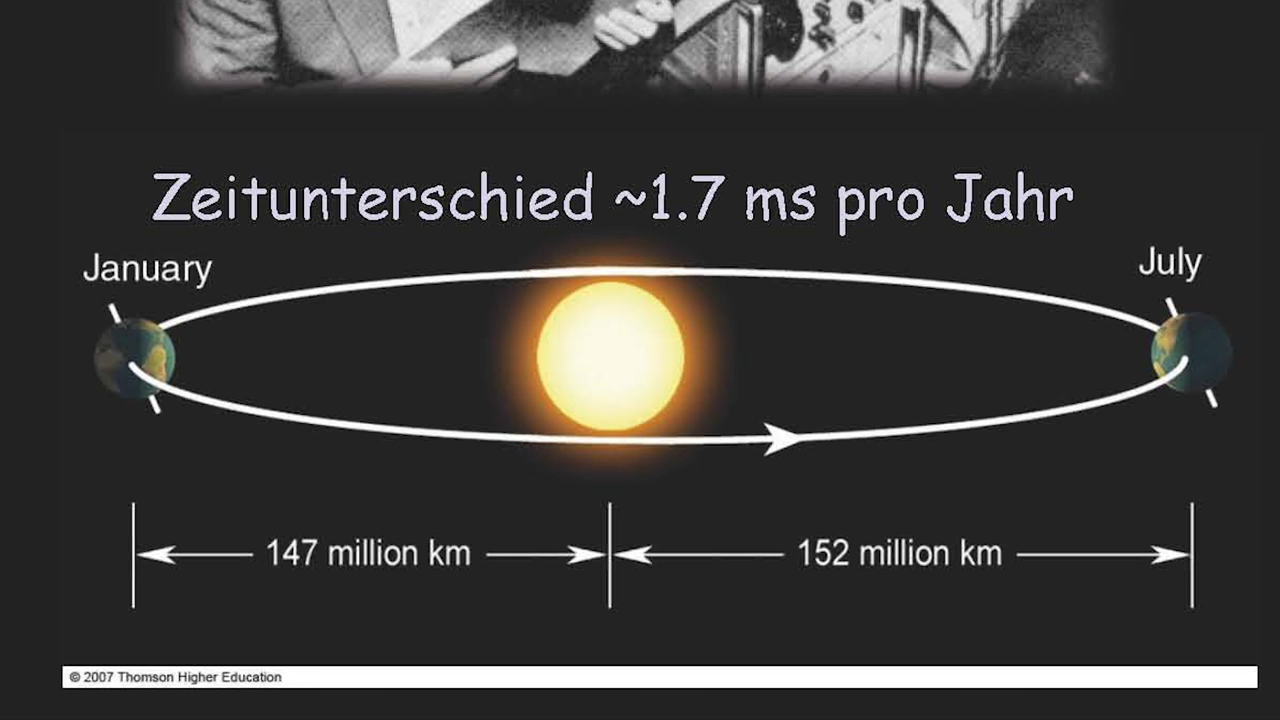 Zeitunterschied ~1.7 ms pro Jahr
January
July
147 million km
152 million km
© 2007 Thomson Higher Education